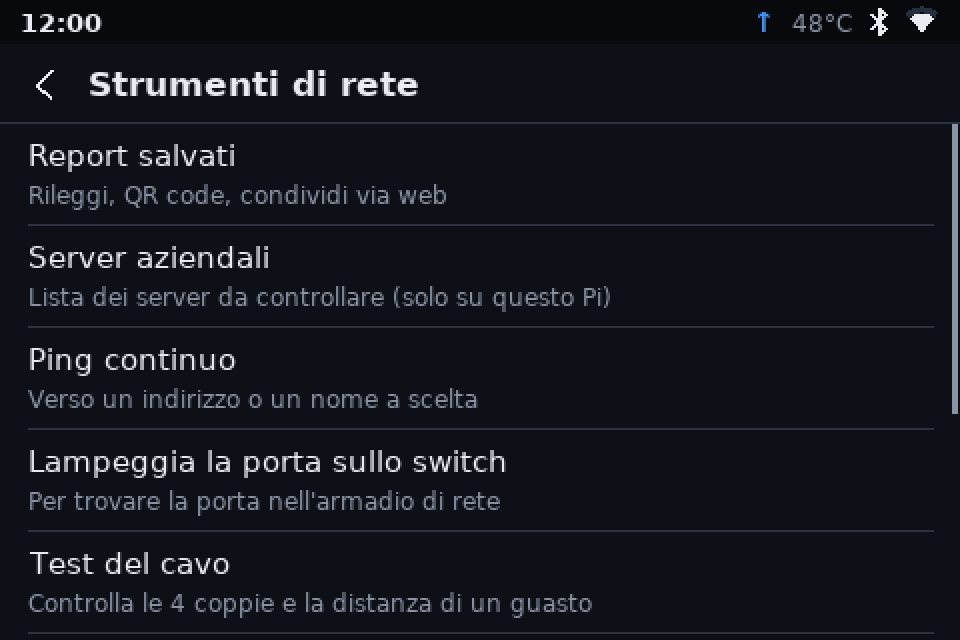 12:00
↑ 48°C
Strumenti di rete
Report salvati
Rileggi, QR code, condividi via web
Server aziendali
Lista dei server da controllare (solo su questo Pi)
Ping continuo
Verso un indirizzo o un nome a scelta
Lampeggia la porta sullo switch
Per trovare la porta nell'armadio di rete
Test del cavo
Controlla le 4 coppie e la distanza di un guasto